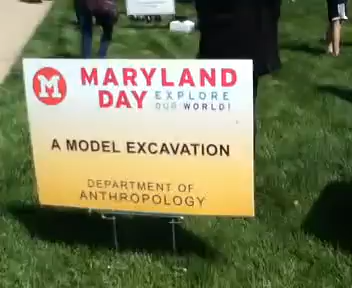 M
MARYLAND
DAY EXPLORE
OUR WORLD!
A MODEL EXCAVATION
DEPARTMENT OF
ANTHROPOLOGY